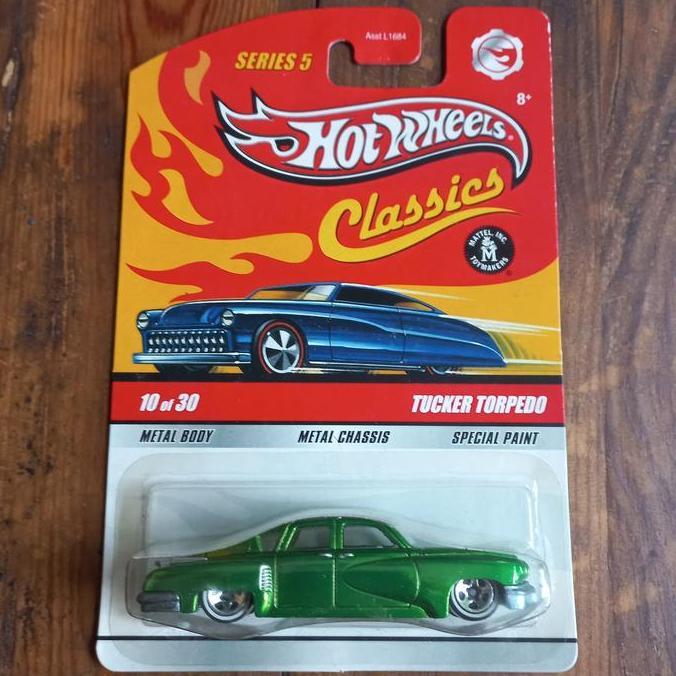 Asst L1684
SERIES 5
8+
Hot Wheels
Classics
MATTEL, INC.
M
TOYMAKERS
10 of 30
TUCKER TORPEDO
METAL BODY
METAL CHASSIS
SPECIAL PAINT